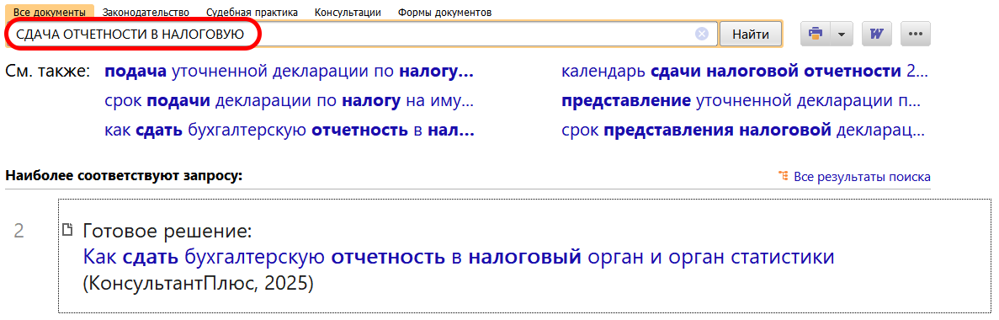 Все документы Законодательство Судебная практика Консультации Формы документов
СДАЧА ОТЧЕТНОСТИ В НАЛОГОВУЮ Найти W
См. также: подача уточненной декларации по налогу... календарь сдачи налоговой отчетности 2...
срок подачи декларации по налогу на иму... представление уточненной декларации п...
как сдать бухгалтерскую отчетность в нал... срок представления налоговой декларац...
Наиболее соответствуют запросу: Все результаты поиска
2 Готовое решение:
Как сдать бухгалтерскую отчетность в налоговый орган и орган статистики
(КонсультантПлюс, 2025)